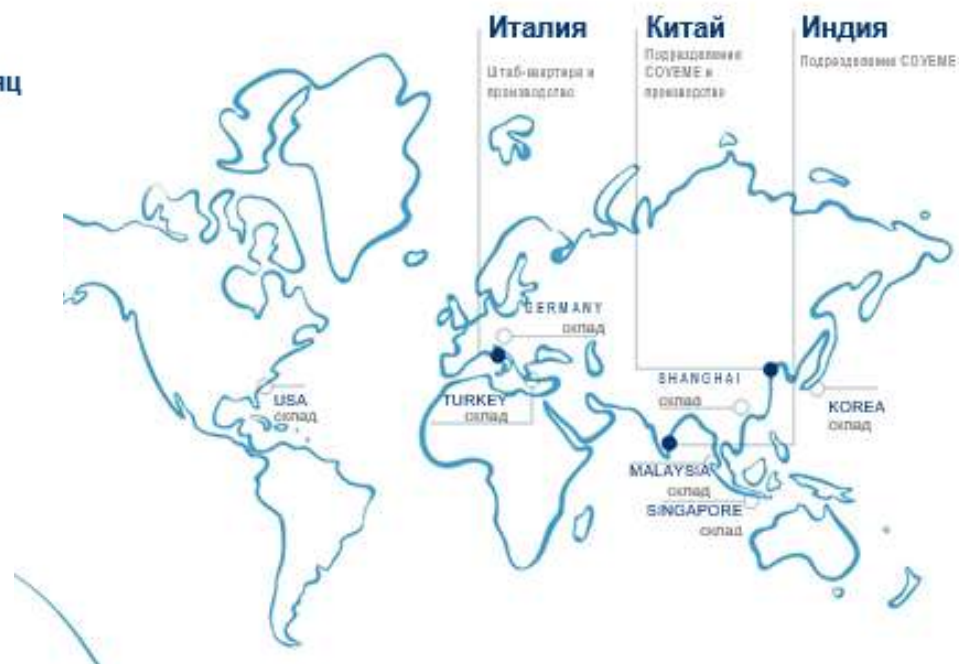 яц
Италия
Штаб-квартира и
производство
Китай
Подразделение
COVEME и
производство
Индия
Подразделение COVEME
GERMANY
склад
SHANGHAI
склад
USA
склад
TURKEY
склад
KOREA
склад
MALAYSIA
склад
SINGAPORE
склад